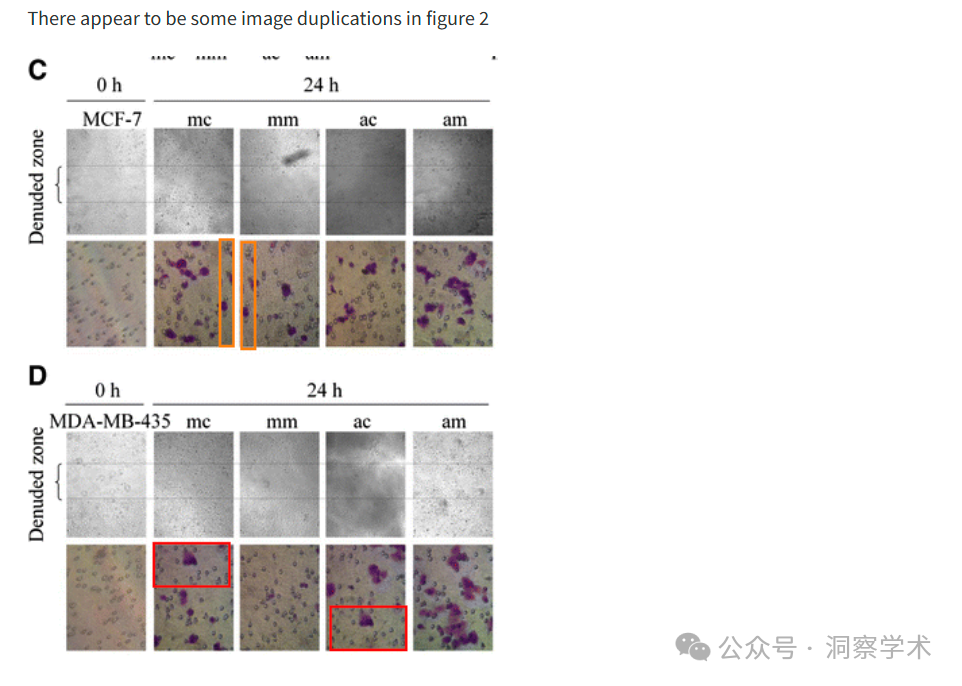 There appear to be some image duplications in figure 2
C
0 h 24 h
MCF-7 mc mm ac am
Denuded zone
D
0 h 24 h
MDA-MB-435 mc mm ac am
Denuded zone
公众号 · 洞察学术